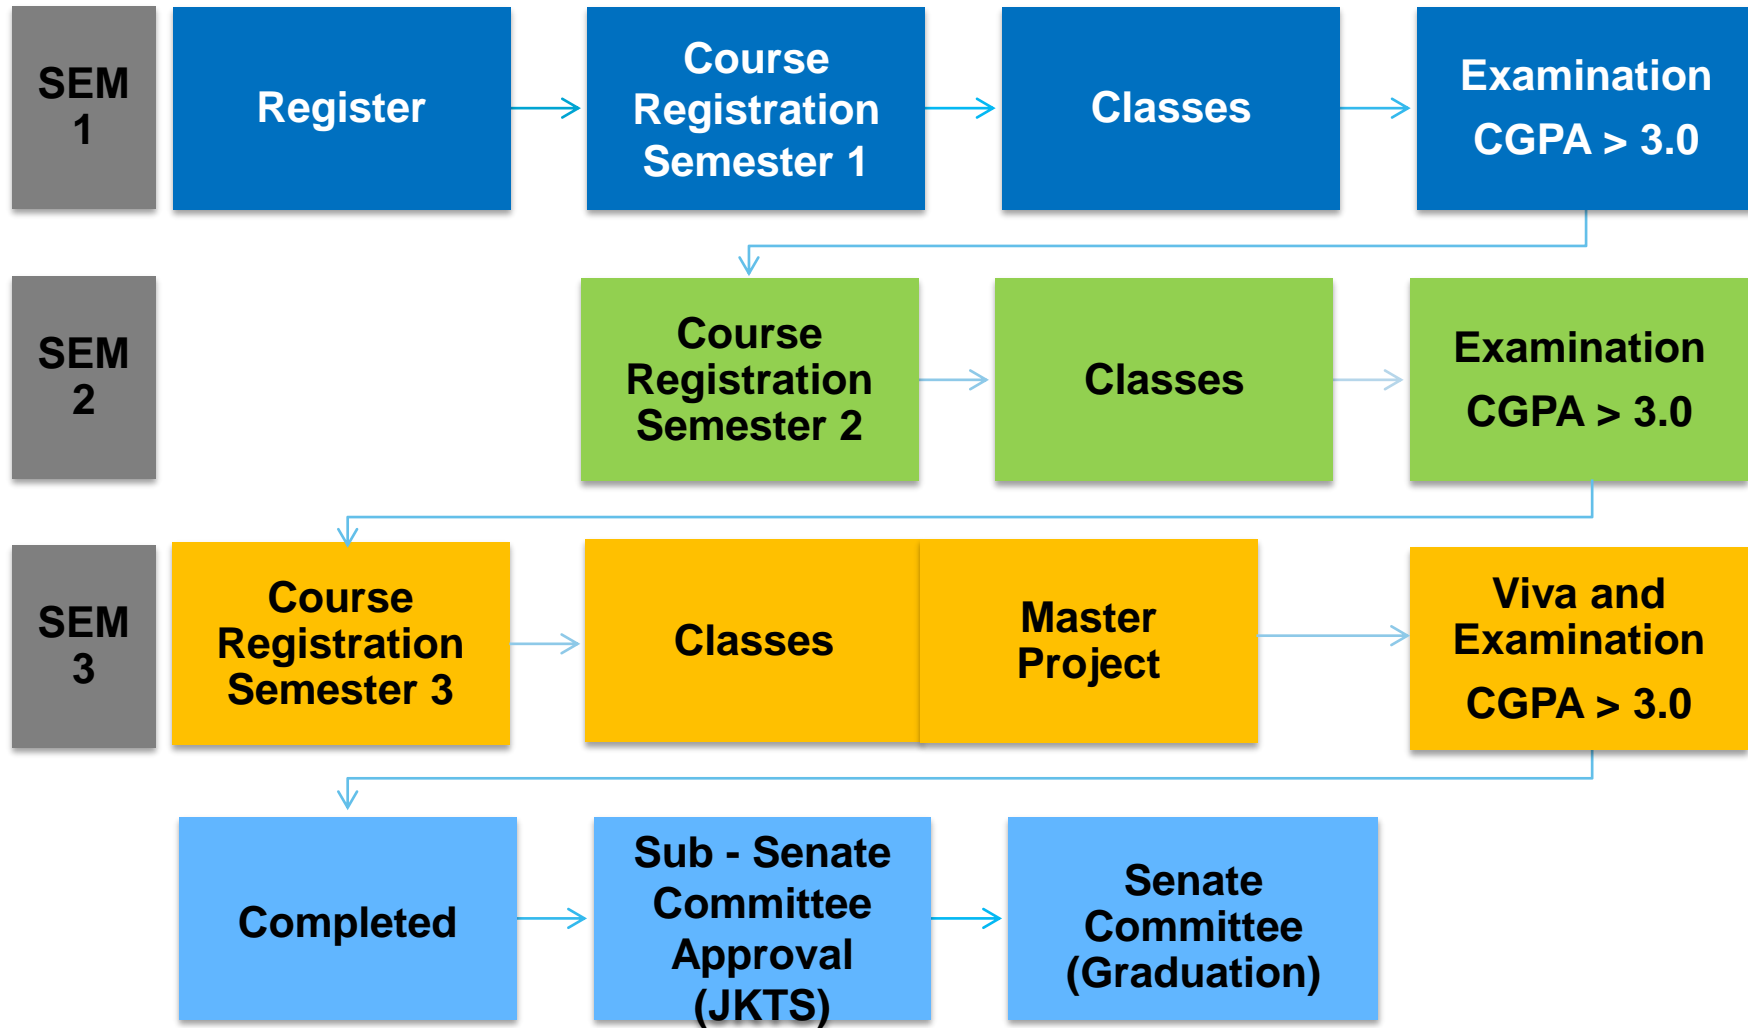 SEM
1
Register
Course
Registration
Semester 1
Classes
Examination
CGPA > 3.0
SEM
2
Course
Registration
Semester 2
Classes
Examination
CGPA > 3.0
SEM
3
Course
Registration
Semester 3
Classes
Master
Project
Viva and
Examination
CGPA > 3.0
Completed
Sub - Senate
Committee
Approval
(JKTS)
Senate
Committee
(Graduation)